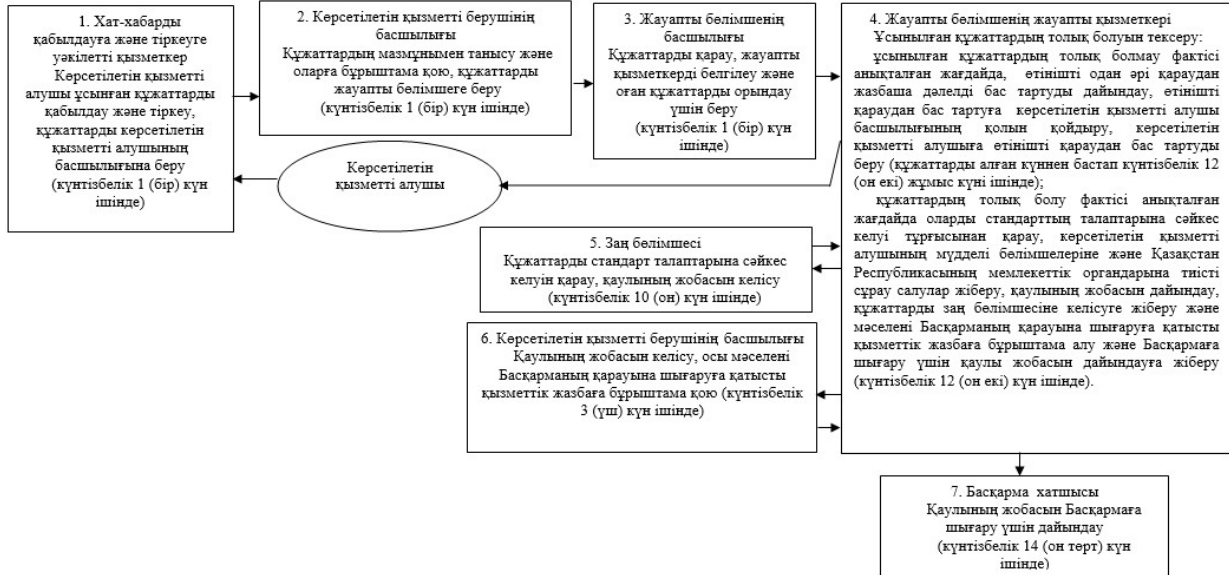 1. Хат-хабарды
қабылдауға және тіркеуге
уәкілетті қызметкер
Көрсетілетін қызметті
алушы ұсынған құжаттарды
қабылдау және тіркеу,
құжаттарды көрсетілетін
қызметті алушының
басшылығына беру
(күнтізбелік 1 (бір) күн
ішінде)
2. Көрсетілетін қызметті берушінің
басшылығы
Құжаттардың мазмұнымен танысу және
оларға бұрыштама қою, құжаттарды
жауапты бөлімшеге беру
(күнтізбелік 1 (бір) күн ішінде)
3. Жауапты бөлімшенің
басшылығы
Құжаттарды қарау, жауапты
қызметкерді белгілеу және
оған құжаттарды орындау
үшін беру
(күнтізбелік 1 (бір) күн
ішінде)
4. Жауапты бөлімшенің жауапты қызметкері
Ұсынылған құжаттардың толық болуын тексеру:
ұсынылған құжаттардың толық болмау фактісі
анықталған жағдайда, өтінішті одан әрі қараудан
жазбаша дәлелді бас тартуды дайындау, өтінішті
қараудан бас тартуға көрсетілетін қызметті алушы
басшылығының қолын қойдыру, көрсетілетін
қызметті алушыға өтінішті қараудан бас тартуды
беру (құжаттарды алған күннен бастап күнтізбелік 12
(он екі) жұмыс күні ішінде);
құжаттардың толық болу фактісі анықталған
жағдайда оларды стандарттың талаптарына сәйкес
келуі тұрғысынан қарау, көрсетілетін қызметті
алушының мүдделі бөлімшелеріне және Қазақстан
Республикасының мемлекеттік органдарына тиісті
сұрау салулар жіберу, қаулының жобасын дайындау,
құжаттарды заң бөлімшесіне келісуге жіберу және
мәселені Басқарманың қарауына шығаруға қатысты
қызметтік жазбаға бұрыштама алу және Басқармаға
шығару үшін қаулы жобасын дайындауға жіберу
(күнтізбелік 12 (он екі) күн ішінде).
Көрсетілетін
қызметті алушы
5. Заң бөлімшесі
Құжаттарды стандарт талаптарына сәйкес
келуін қарау, қаулының жобасын келісу
(күнтізбелік 10 (он) күн ішінде)
6. Көрсетілетін қызметті берушінің басшылығы
Қаулының жобасын келісу, осы мәселені
Басқарманың қарауына шығаруға қатысты
қызметтік жазбаға бұрыштама қою (күнтізбелік
3 (үш) күн ішінде)
7. Басқарма хатшысы
Қаулының жобасын Басқармаға
шығару үшін дайындау
(күнтізбелік 14 (он төрт) күн
ішінде)